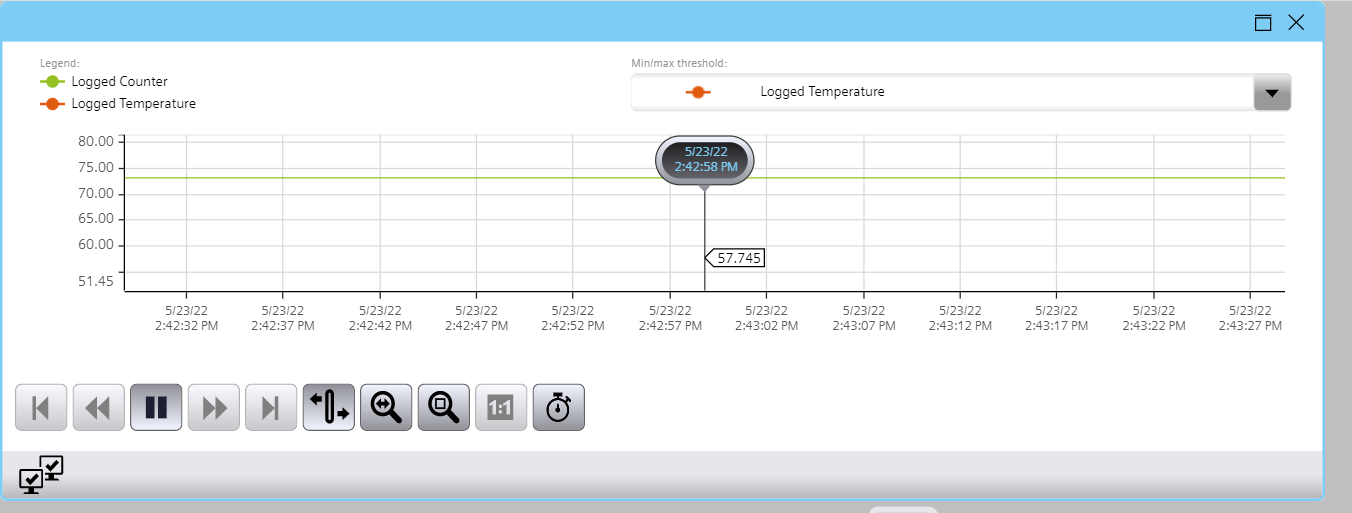 Legend:
Logged Counter
Logged Temperature
Min/max threshold:
Logged Temperature
80.00
75.00
70.00
65.00
60.00
51.45
5/23/22
2:42:58 PM
57.745
5/23/22 5/23/22 5/23/22 5/23/22 5/23/22 5/23/22 5/23/22 5/23/22 5/23/22 5/23/22 5/23/22 5/23/22
2:42:32 PM 2:42:37 PM 2:42:42 PM 2:42:47 PM 2:42:52 PM 2:42:57 PM 2:43:02 PM 2:43:07 PM 2:43:12 PM 2:43:17 PM 2:43:22 PM 2:43:27 PM
1:1